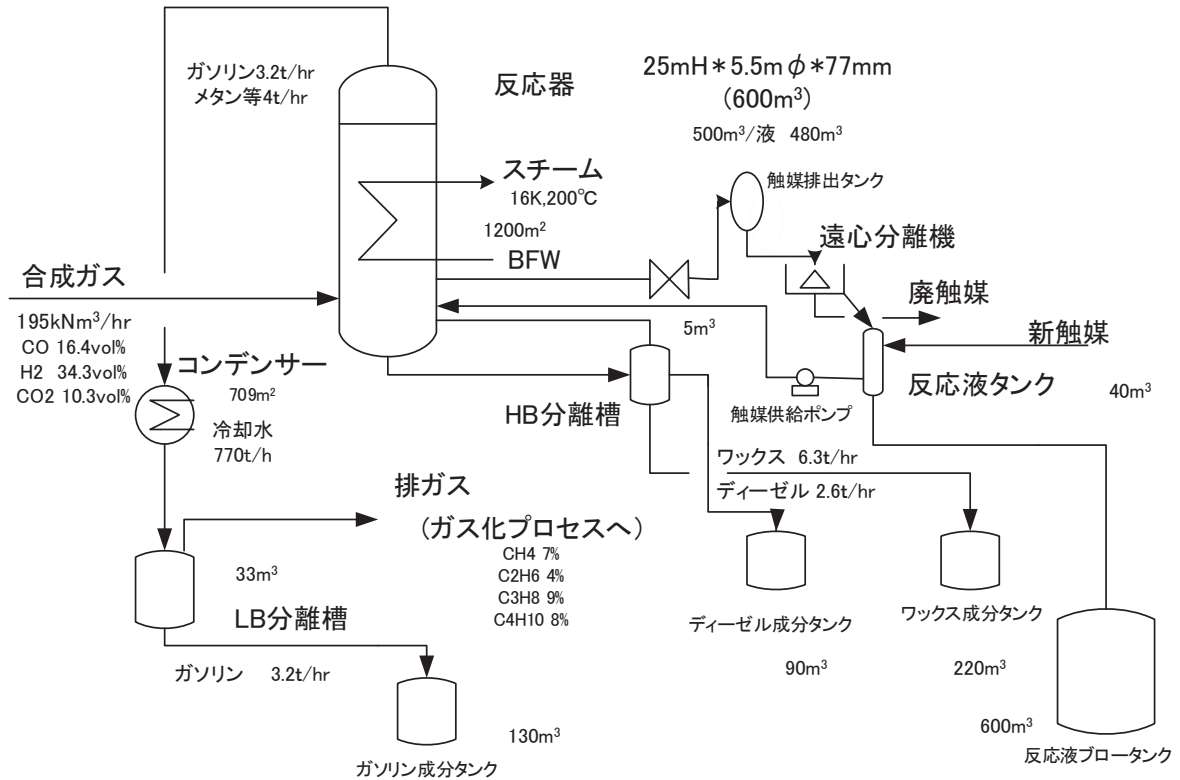 ガソリン3.2t/hr
メタン等4t/hr
反応器
25mH*5.5mφ*77mm
(600m³)
500m³/液 480m³
スチーム
16K,200℃
1200m²
BFW
触媒排出タンク
遠心分離機
廃触媒
新触媒
合成ガス
195kNm³/hr
CO 16.4vol%
H2 34.3vol%
CO2 10.3vol%
コンデンサー
709m²
冷却水
770t/h
5m³
HB分離槽
触媒供給ポンプ
反応液タンク
40m³
ワックス 6.3t/hr
ディーゼル 2.6t/hr
排ガス
(ガス化プロセスへ)
CH4 7%
C2H6 4%
C3H8 9%
C4H10 8%
33m³
LB分離槽
ガソリン 3.2t/hr
130m³
ガソリン成分タンク
ディーゼル成分タンク
90m³
ワックス成分タンク
220m³
600m³
反応液ブロータンク